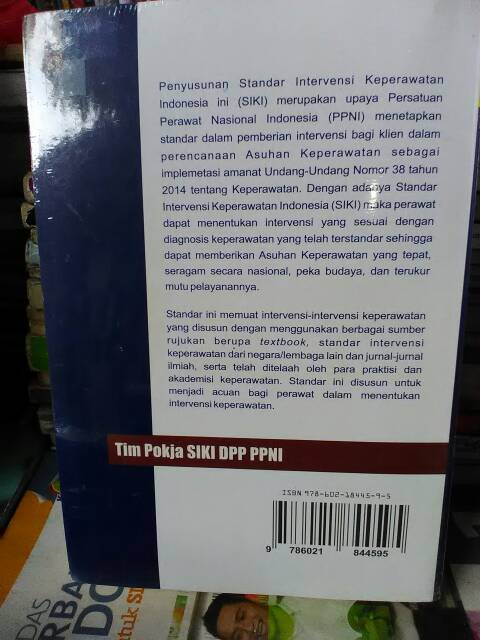 Penyusunan Standar Intervensi Keperawatan
Indonesia ini (SIKI) merupakan upaya Persatuan
Perawat Nasional Indonesia (PPNI) menetapkan
standar dalam pemberian intervensi bagi klien dalam
perencanaan Asuhan Keperawatan sebagai
implemetasi amanat Undang-Undang Nomor 38 tahun
2014 tentang Keperawatan. Dengan adanya Standar
Intervensi Keperawatan Indonesia (SIKI) maka perawat
dapat menentukan intervensi yang sesuai dengan
diagnosis keperawatan yang telah terstandar sehingga
dapat memberikan Asuhan Keperawatan yang tepat,
seragam secara nasional, peka budaya, dan terukur
mutu pelayanannya.
Standar ini memuat intervensi-intervensi keperawatan
yang disusun dengan menggunakan berbagai sumber
rujukan berupa textbook, standar intervensi
keperawatan dari negara/lembaga lain dan jurnal-jurnal
ilmiah, serta telah ditelaah oleh para praktisi dan
akademisi keperawatan. Standar ini disusun untuk
menjadi acuan bagi perawat dalam menentukan
intervensi keperawatan.
Tim Pokja SIKI DPP PPNI
ISBN 978-602-18445-9-5
9 786021 844595
DAS
RBA
DO
tuk SI